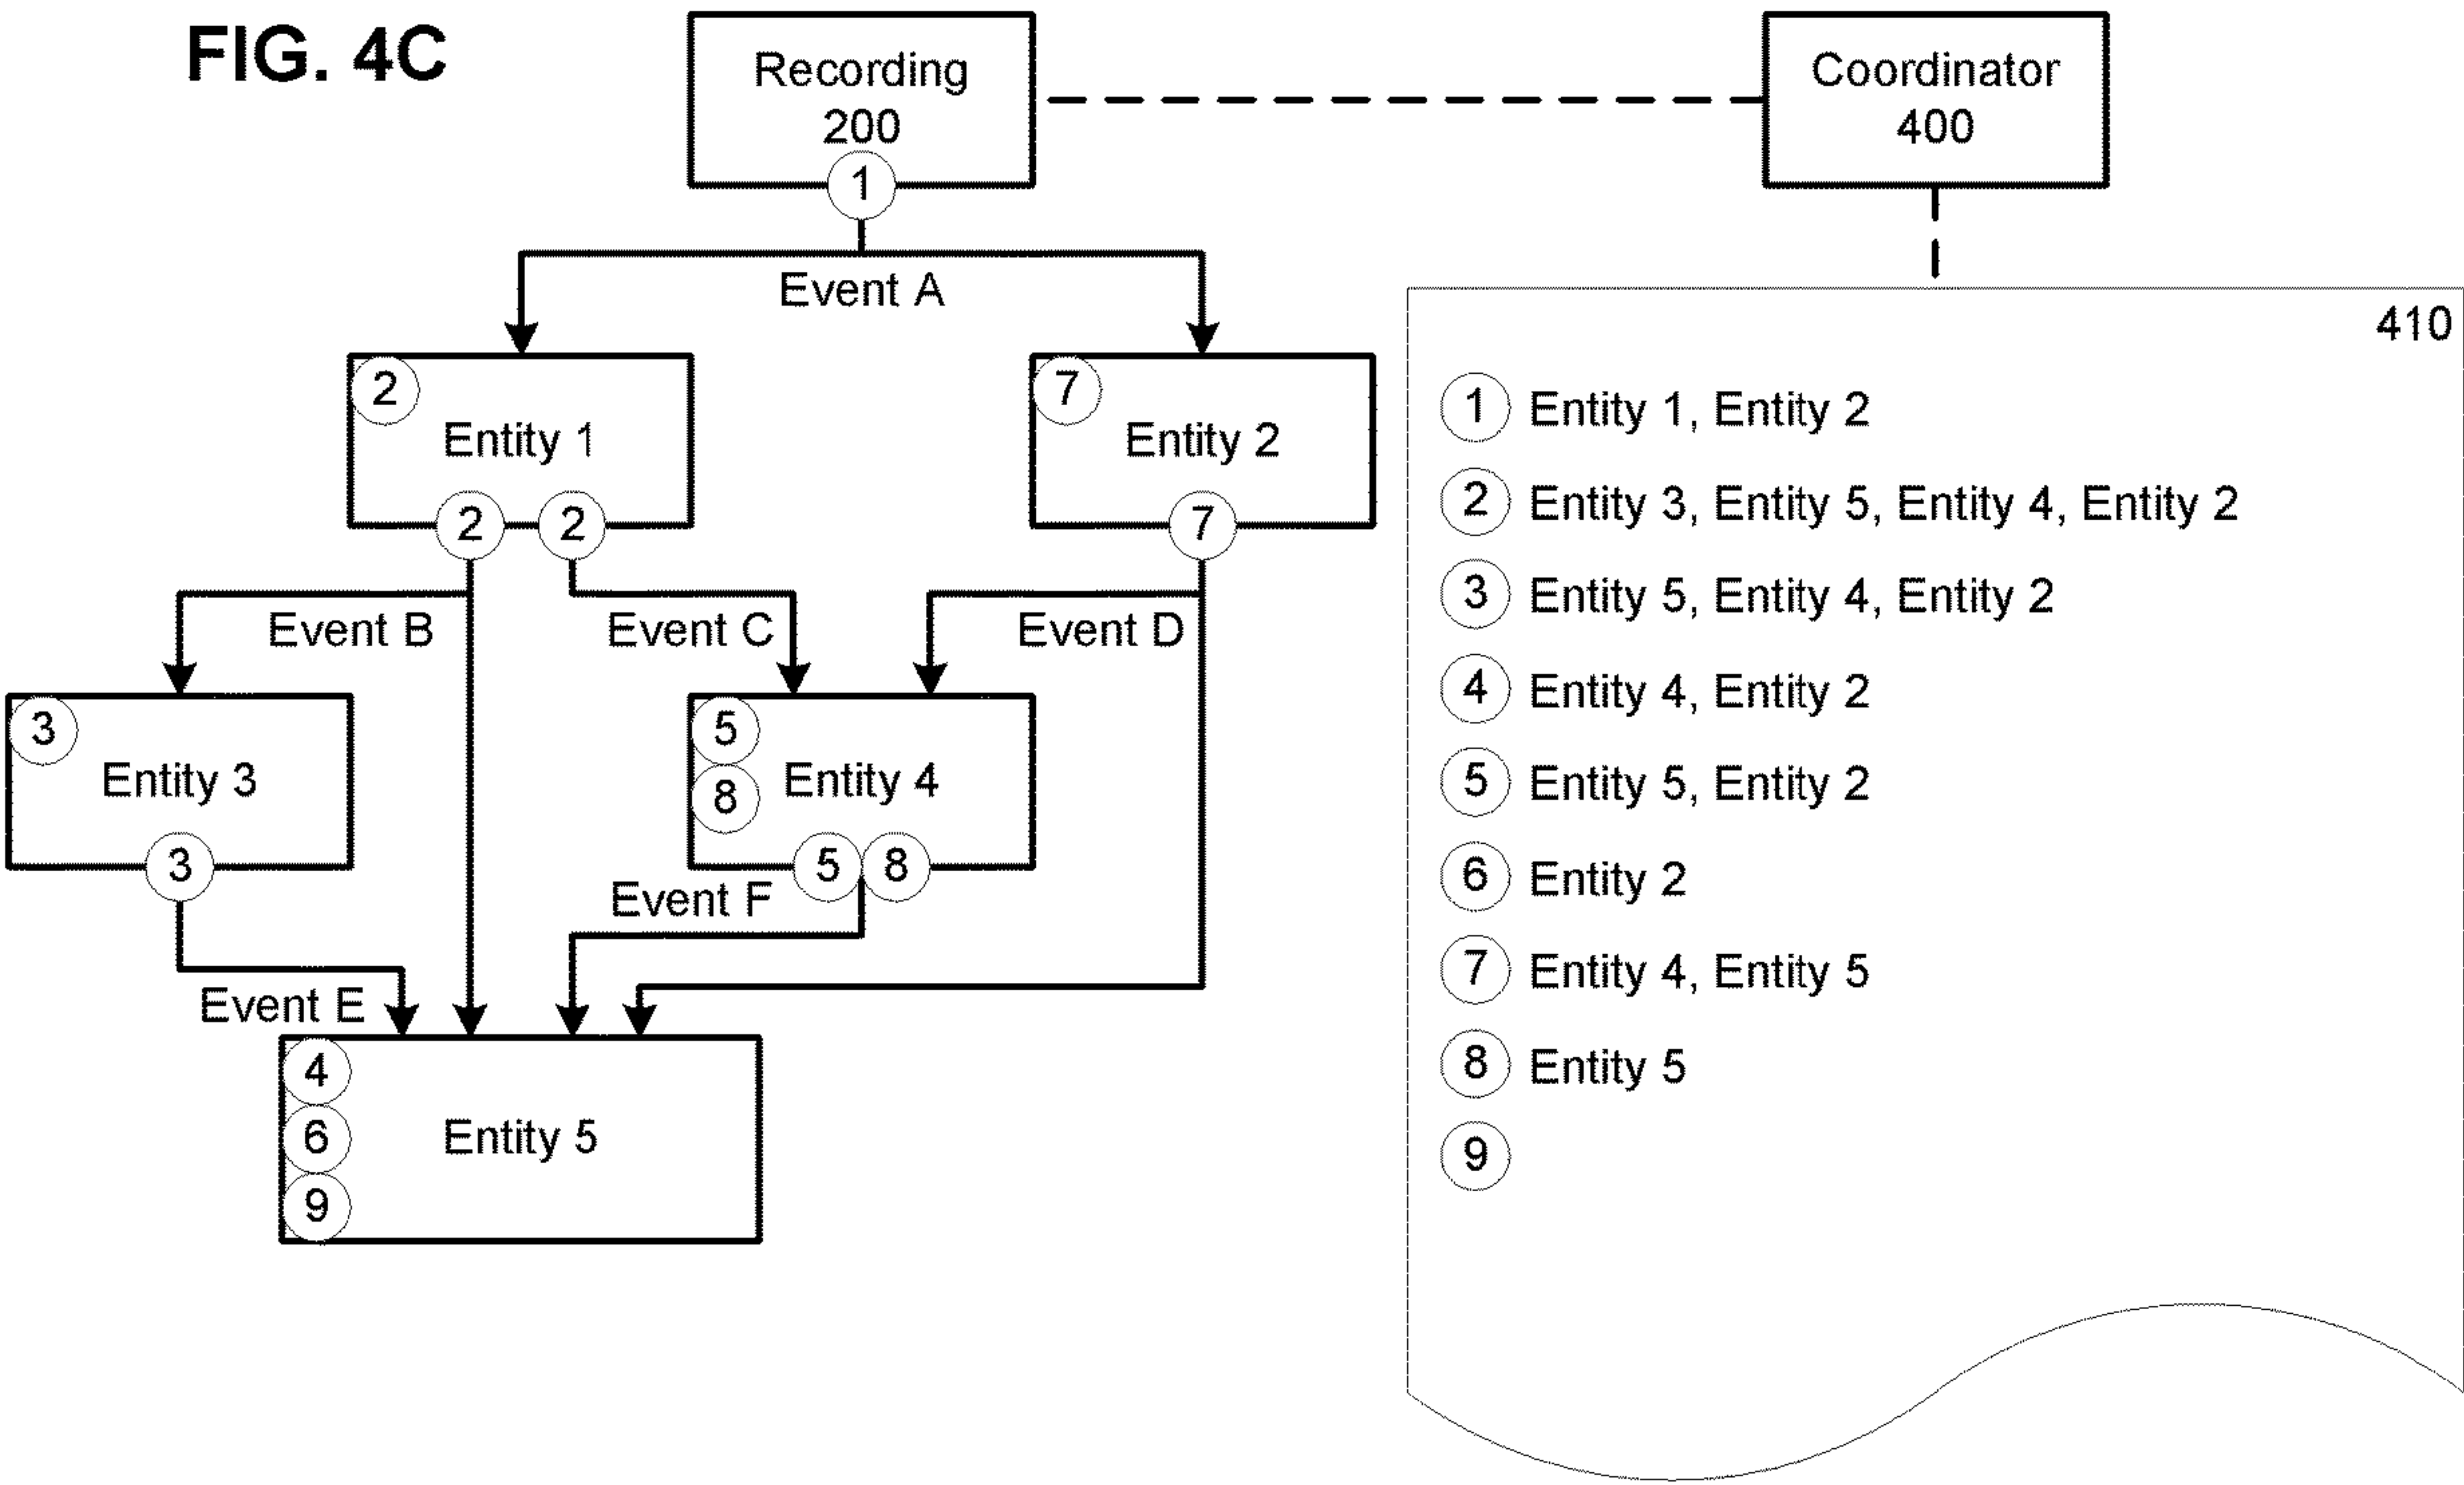 FIG. 4C
Recording
200
1
Coordinator
400
Event A
410
2
Entity 1
2
2
7
Entity 2
7
Event B
Event C
Event D
3
Entity 3
3
5
8
Entity 4
5
8
Event F
Event E
4
6
9
Entity 5
1 Entity 1, Entity 2
2 Entity 3, Entity 5, Entity 4, Entity 2
3 Entity 5, Entity 4, Entity 2
4 Entity 4, Entity 2
5 Entity 5, Entity 2
6 Entity 2
7 Entity 4, Entity 5
8 Entity 5
9